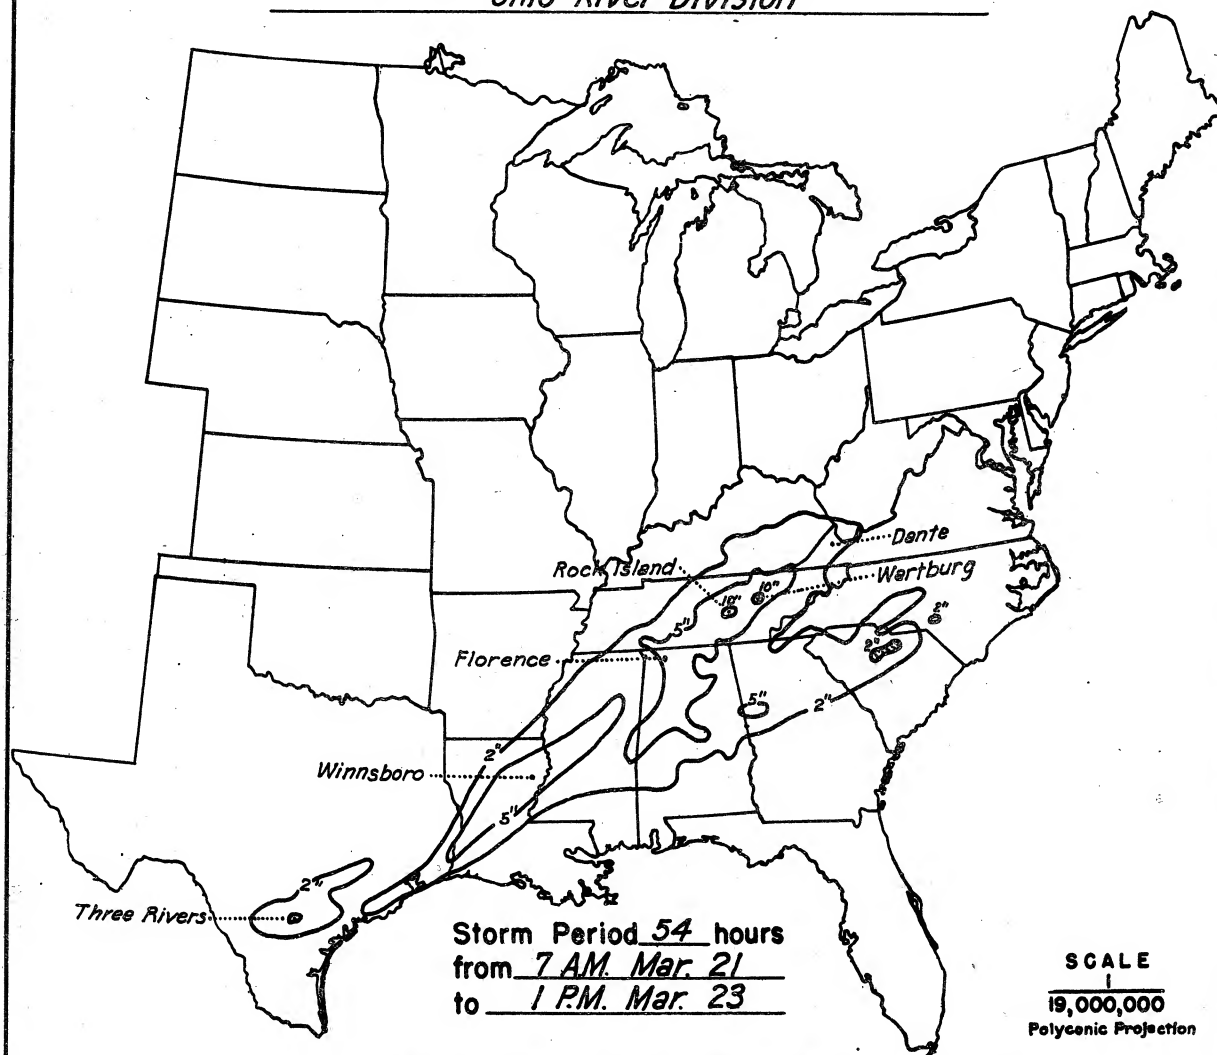 Ohio River Division
Dante
Rock Island
Wartburg
10"
10"
2"
5"
2"
Florence
5"
2"
2"
Winnsboro
5"
2"
Three Rivers
Storm Period 54 hours
from 7 AM. Mar. 21
to 1 P.M. Mar. 23
SCALE
1
19,000,000
Polyconic Projection